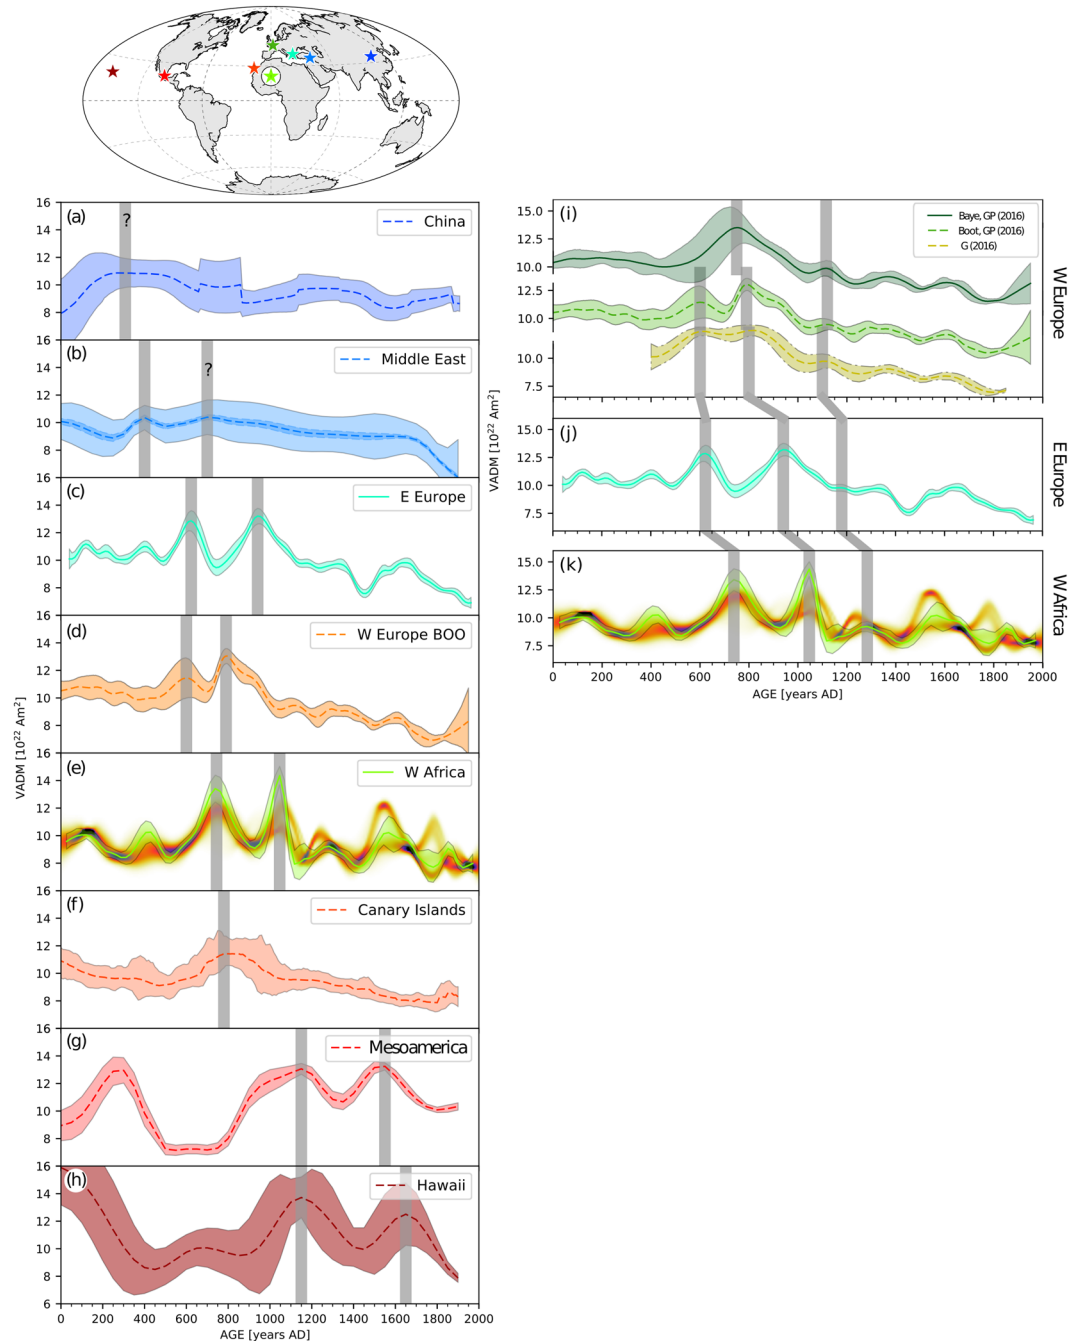 (a)
?
China
16
14
12
10
8
(b)
?
Middle East
16
14
12
10
8
(c)
E Europe
16
14
12
10
8
(d)
W Europe BOO
16
14
12
10
8
VADM [10²² Am²]
(e)
W Africa
16
14
12
10
8
(f)
Canary Islands
16
14
12
10
8
(g)
Mesoamerica
16
14
12
10
8
(h)
Hawaii
16
14
12
10
8
6
0 200 400 600 800 1000 1200 1400 1600 1800 2000
AGE [years AD]
(i)
Baye, GP (2016)
Boot, GP (2016)
G (2016)
15.0
12.5
10.0
12.5
10.0
10.0
7.5
W Europe
VADM [10²² Am²]
(j)
15.0
12.5
10.0
7.5
E Europe
(k)
15.0
12.5
10.0
7.5
W Africa
0 200 400 600 800 1000 1200 1400 1600 1800 2000
AGE [years AD]